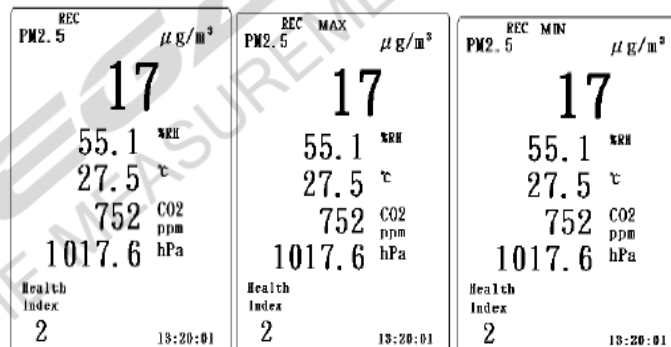 REC
PM2.5 μg/m³
17
55.1 %RH
27.5 ℃
752 CO2 ppm
1017.6 hPa
Health
Index
2 13:20:01
REC MAX
PM2.5 μg/m³
17
55.1 %RH
27.5 ℃
752 CO2 ppm
1017.6 hPa
Health
Index
2 13:20:01
REC MIN
PM2.5 μg/m³
17
55.1 %RH
27.5 ℃
752 CO2 ppm
1017.6 hPa
Health
Index
2 13:20:01